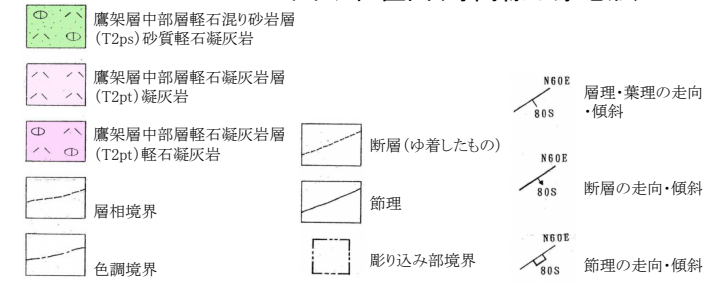 鷹架層中部層軽石混り砂岩層
(T2ps)砂質軽石凝灰岩
鷹架層中部層軽石凝灰岩層
(T2pt)凝灰岩
鷹架層中部層軽石凝灰岩層
(T2pt)軽石凝灰岩
層相境界
色調境界
断層(ゆ着したもの)
節理
彫り込み部境界
N60E
80S
層理・葉理の走向
・傾斜
N60E
80S
断層の走向・傾斜
N60E
80S
節理の走向・傾斜